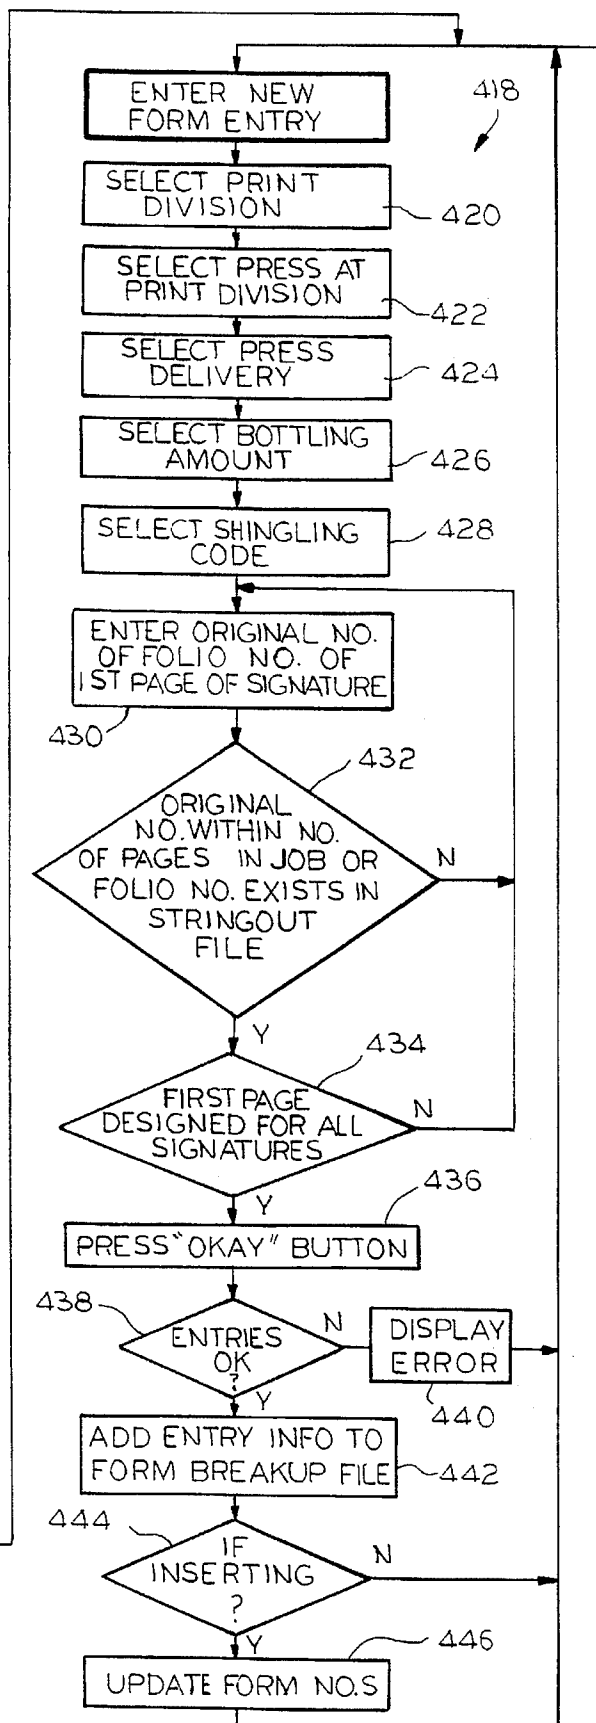 ENTER NEW
FORM ENTRY
418
SELECT PRINT
DIVISION
420
SELECT PRESS AT
PRINT DIVISION
422
SELECT PRESS
DELIVERY
424
SELECT BOTTLING
AMOUNT
426
SELECT SHINGLING
CODE
428
ENTER ORIGINAL NO.
OF FOLIO NO. OF
1ST PAGE OF SIGNATURE
430
432
ORIGINAL
NO. WITHIN NO.
OF PAGES IN JOB OR
FOLIO NO. EXISTS IN
STRINGOUT
FILE
N
Y
434
FIRST PAGE
DESIGNED FOR ALL
SIGNATURES
N
Y
436
PRESS "OKAY" BUTTON
438
ENTRIES
OK
?
N
Y
DISPLAY
ERROR
440
ADD ENTRY INFO TO
FORM BREAKUP FILE
442
444
IF
INSERTING
?
N
Y
446
UPDATE FORM NO.S